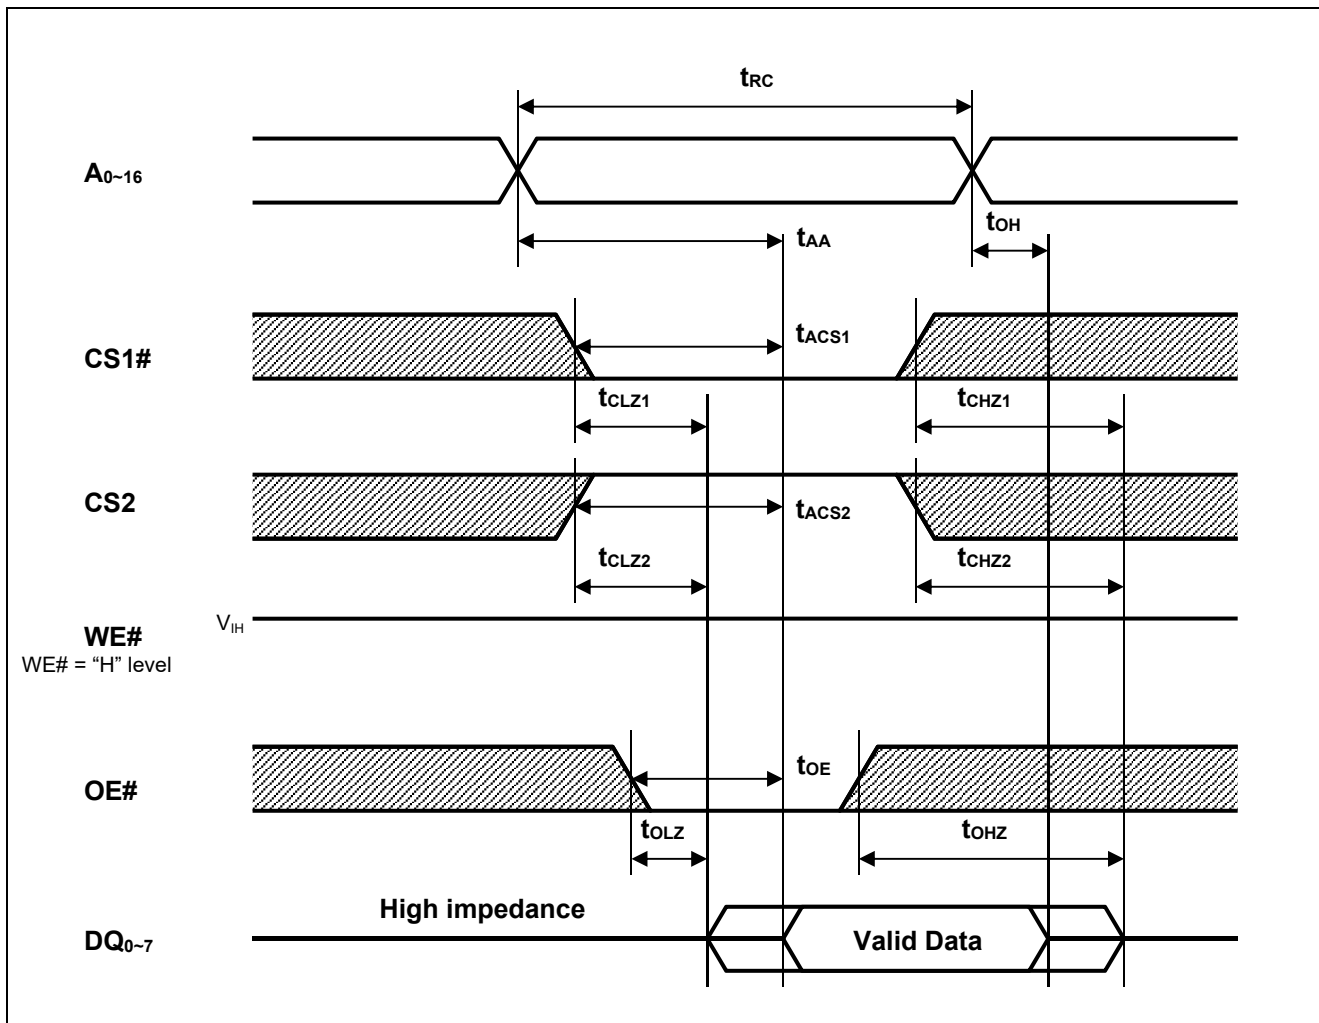 tRC
A0~16
tOH
tAA
tACS1
CS1#
tCLZ1
tCHZ1
CS2
tACS2
tCLZ2
tCHZ2
VIH
WE#
WE# = “H” level
tOE
OE#
tOLZ
tOHZ
High impedance
DQ0~7
Valid Data